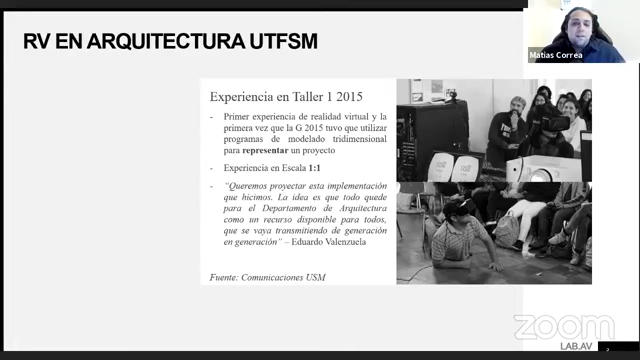 RV EN ARQUITECTURA UTFSM
Matías Correa
Experiencia en Taller 1 2015
- Primer experiencia de realidad virtual y la
primera vez que la G 2015 tuvo que utilizar
programas de modelado tridimensional
para representar un proyecto
- Experiencia en Escala 1:1
- "Queremos proyectar esta implementación
que hicimos. La idea es que todo quede
para el Departamento de Arquitectura
como un recurso disponible para todos,
que se vaya transmitiendo de generación
en generación" – Eduardo Valenzuela
Fuente: Comunicaciones USM
zoom
LAB.AV
2